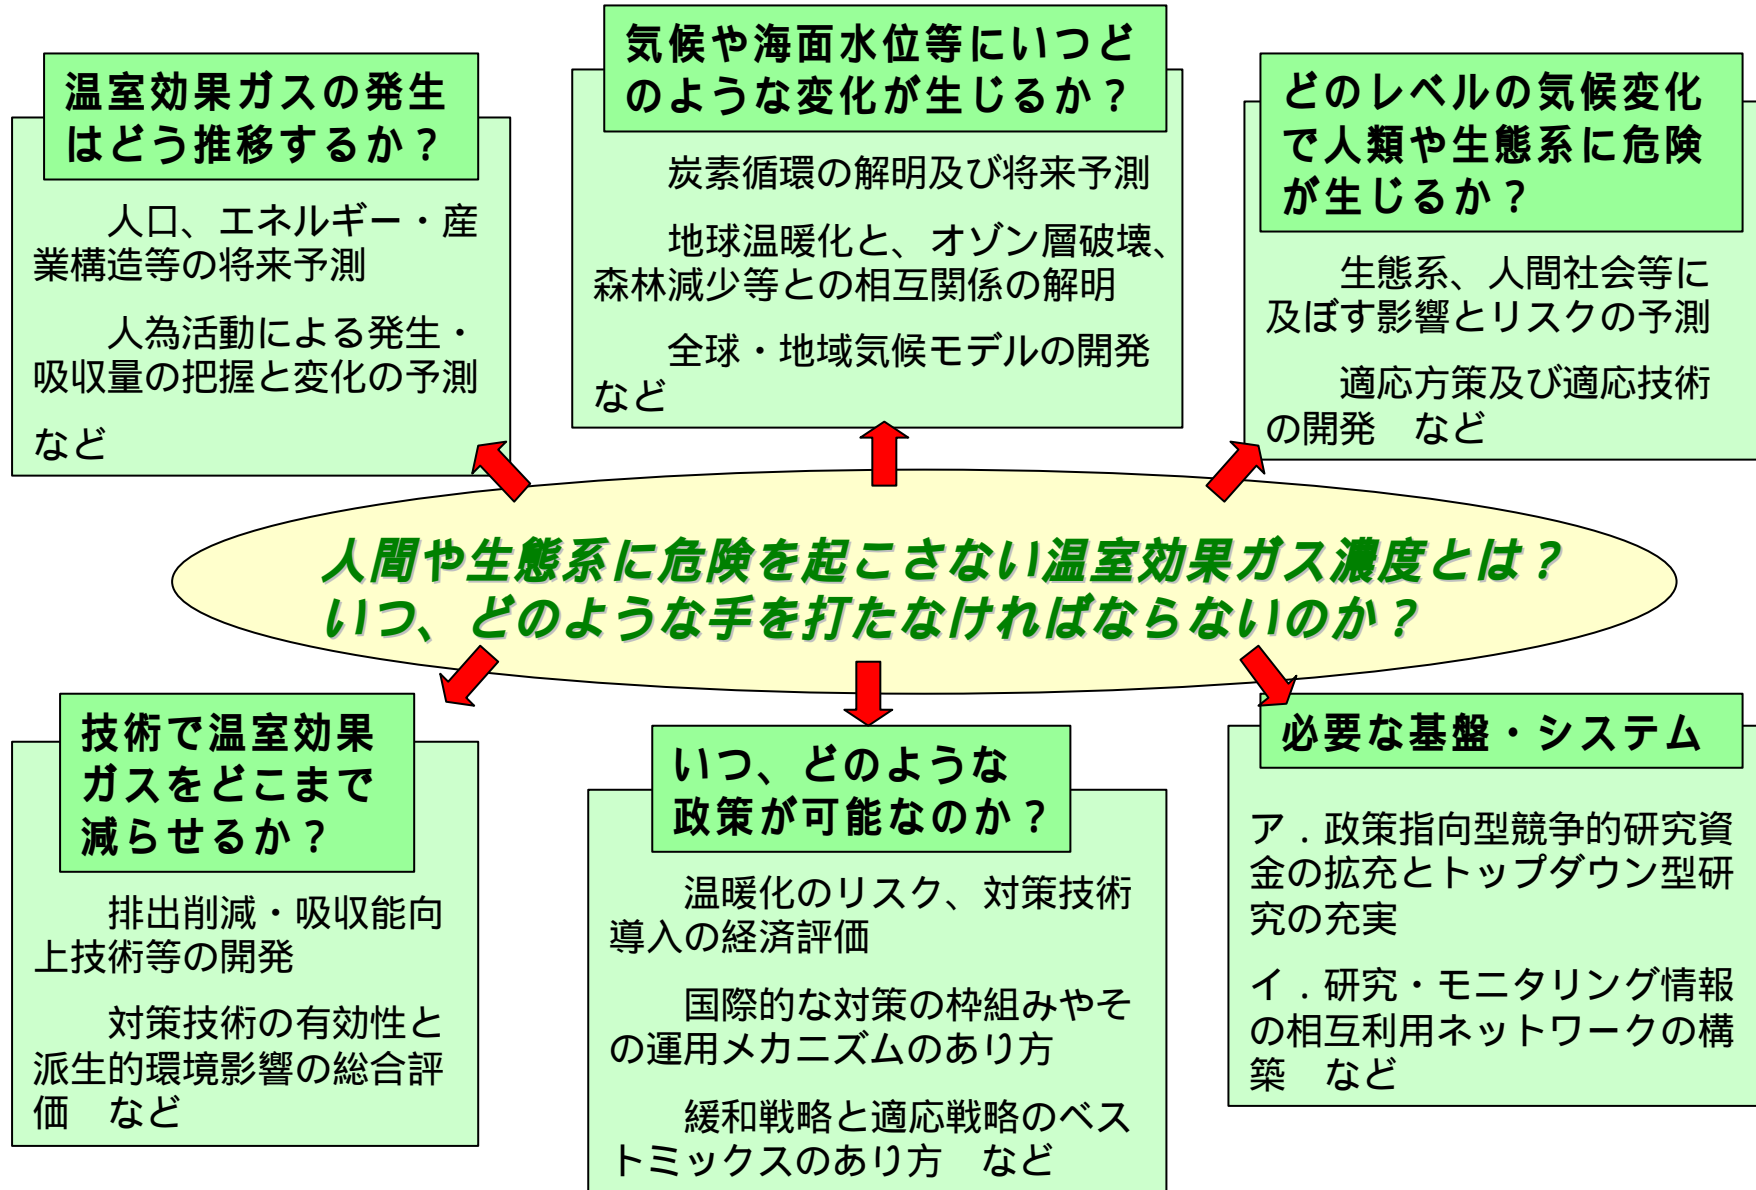 温室効果ガスの発生
はどう推移するか？
人口、エネルギー・産
業構造等の将来予測
人為活動による発生・
吸収量の把握と変化の予測
など
気候や海面水位等にいつど
のような変化が生じるか？
炭素循環の解明及び将来予測
地球温暖化と、オゾン層破壊、
森林減少等との相互関係の解明
全球・地域気候モデルの開発
など
どのレベルの気候変化
で人類や生態系に危険
が生じるか？
生態系、人間社会等に
及ぼす影響とリスクの予測
適応方策及び適応技術
の開発　など
人間や生態系に危険を起こさない温室効果ガス濃度とは？
いつ、どのような手を打たなければならないのか？
技術で温室効果
ガスをどこまで
減らせるか？
排出削減・吸収能向
上技術等の開発
対策技術の有効性と
派生的環境影響の総合評
価　など
いつ、どのような
政策が可能なのか？
温暖化のリスク、対策技術
導入の経済評価
国際的な対策の枠組みやそ
の運用メカニズムのあり方
緩和戦略と適応戦略のベス
トミックスのあり方　など
必要な基盤・システム
ア．政策指向型競争的研究資
金の拡充とトップダウン型研
究の充実
イ．研究・モニタリング情報
の相互利用ネットワークの構
築　など